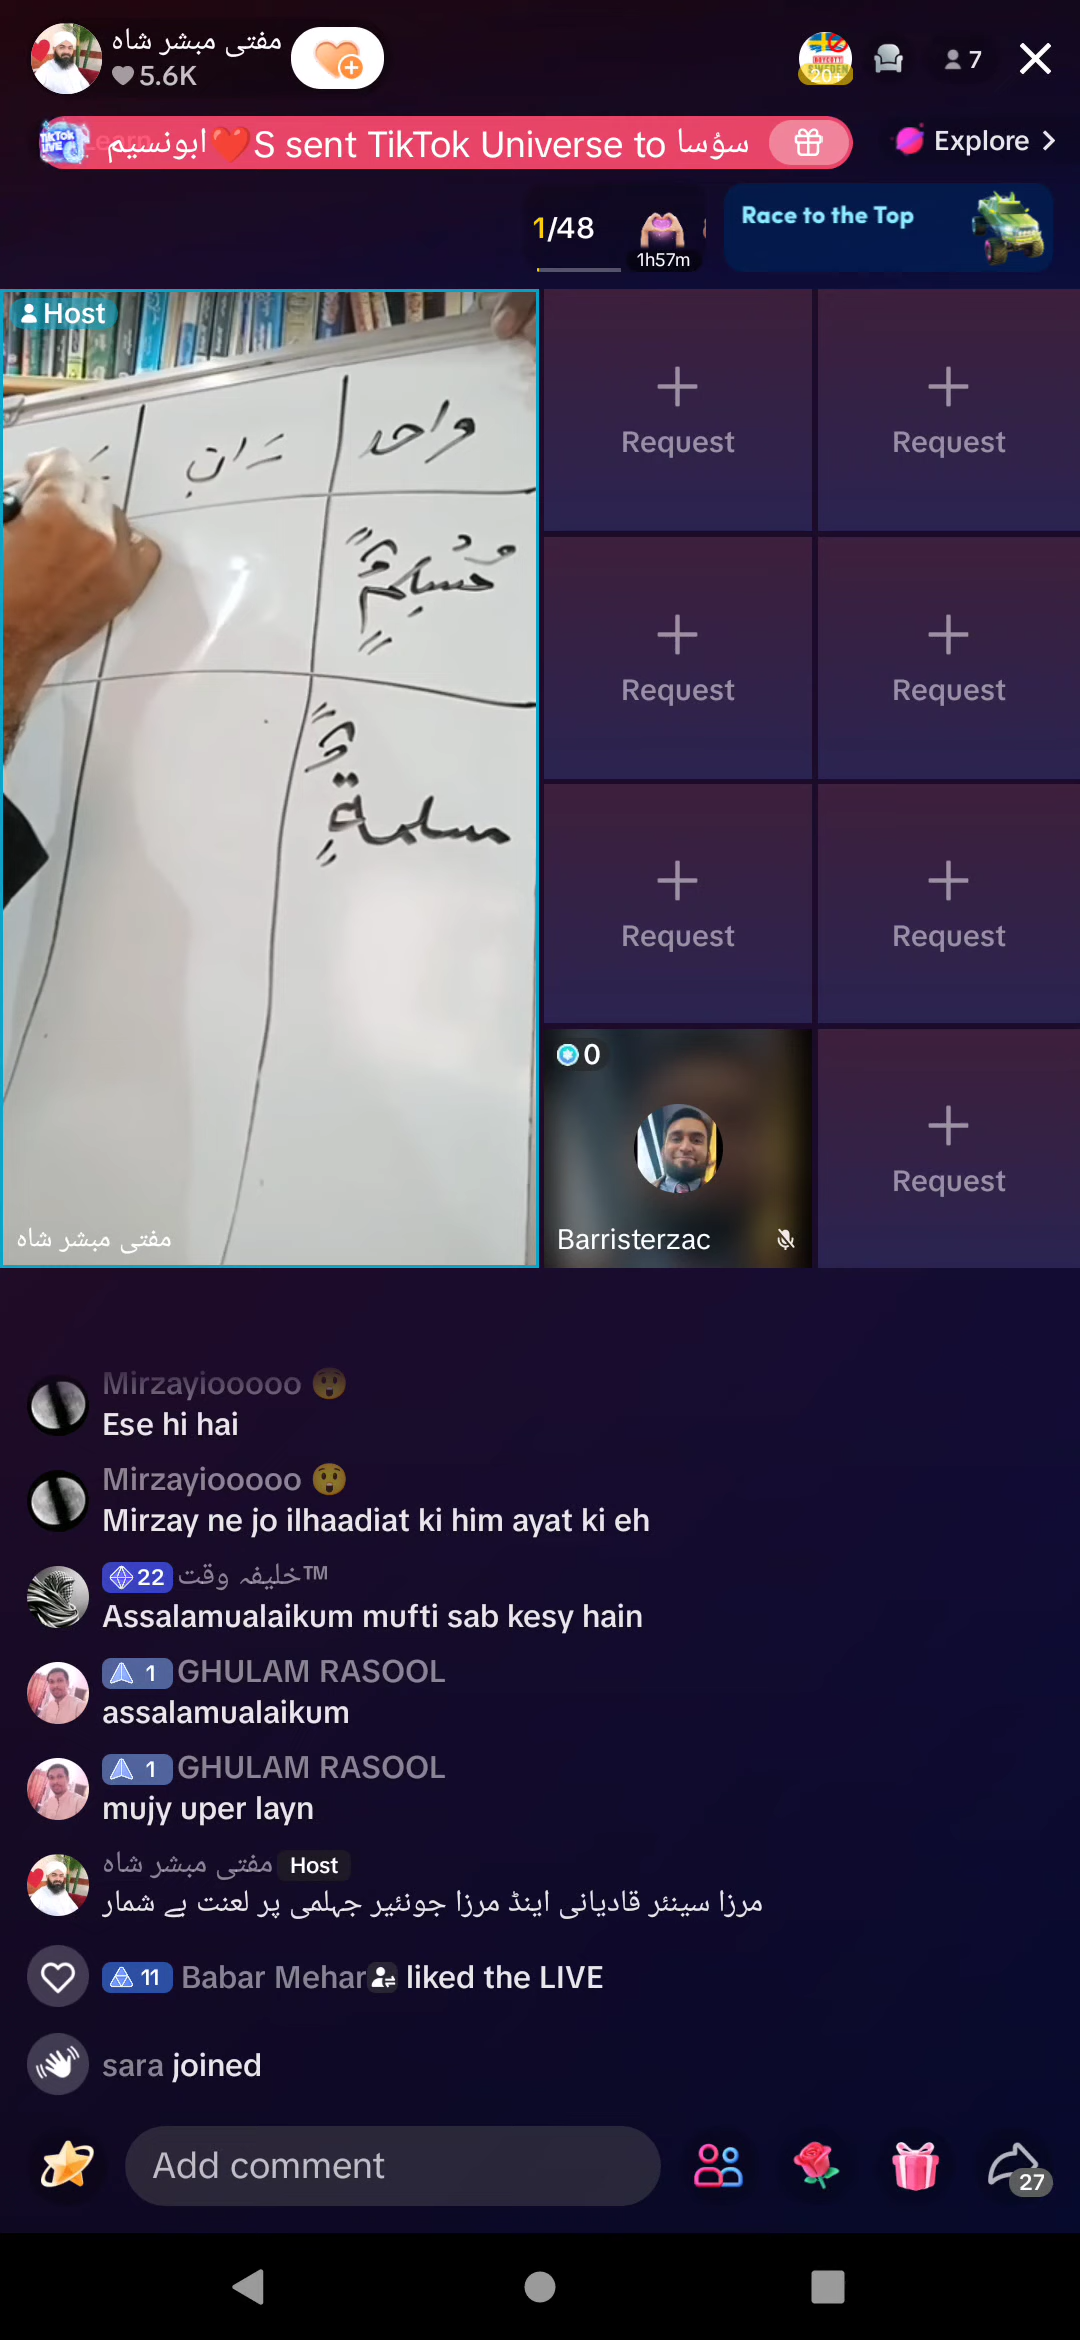 مفتی مبشر شاہ
5.6K
20+
7
ابونسیم❤️S sent TikTok Universe to سؤسا
Explore
1/48
1h57m
Race to the Top
Host
واحد
مُسْلِمٌ
مسلمةٍ
مفتی مبشر شاہ
Request
Request
Request
Request
Request
Request
0
Barristerzac
Request
Mirzayiooooo 😲
Ese hi hai
Mirzayiooooo 😲
Mirzay ne jo ilhaadiat ki him ayat ki eh
22 خلیفہ وقت™
Assalamualaikum mufti sab kesy hain
1 GHULAM RASOOL
assalamualaikum
1 GHULAM RASOOL
mujy uper layn
مفتی مبشر شاہ Host
مرزا سینئر قادیانی اینڈ مرزا جونئیر جہلمی پر لعنت بے شمار
11 Babar Mehar liked the LIVE
sara joined
Add comment
27